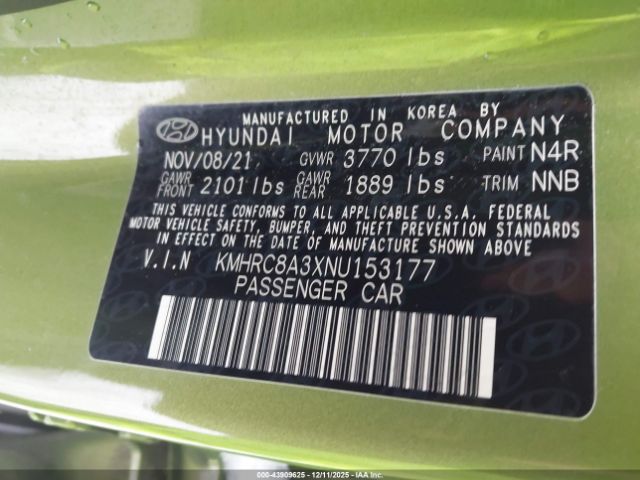 MANUFACTURED IN KOREA BY
HYUNDAI MOTOR COMPANY
NOV/08/21 GVWR 3770 lbs PAINT N4R
GAWR FRONT 2101 lbs GAWR REAR 1889 lbs TRIM NNB
THIS VEHICLE CONFORMS TO ALL APPLICABLE U.S.A. FEDERAL
MOTOR VEHICLE SAFETY, BUMPER, AND THEFT PREVENTION STANDARDS
IN EFFECT ON THE DATE OF MANUFACTURE SHOWN ABOVE
V.I.N KMHRC8A3XNU153177
PASSENGER CAR
000-43909625 - 12/11/2025 - IAAI.COM